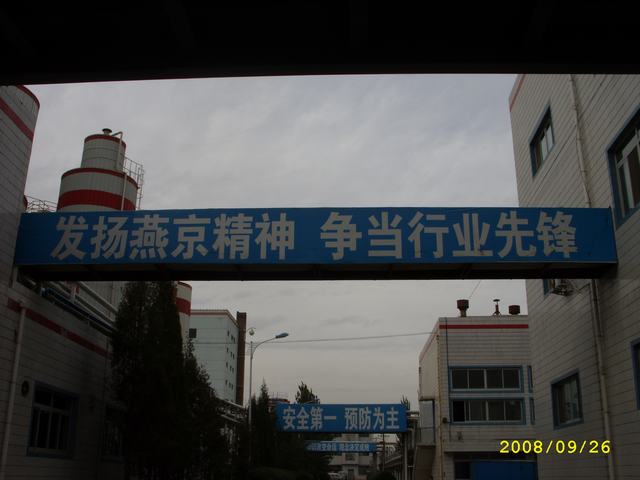 发扬燕京精神 争当行业先锋
安全第一 预防为主
2008/09/26